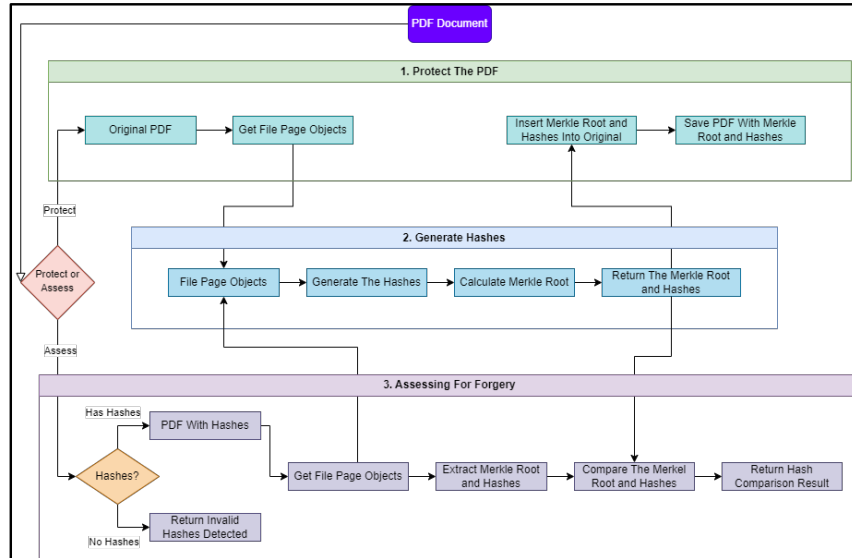 PDF Document
1. Protect The PDF
Original PDF
Get File Page Objects
Insert Merkle Root and
Hashes Into Original
Save PDF With Merkle
Root and Hashes
Protect
2. Generate Hashes
Protect or
Assess
File Page Objects
Generate The Hashes
Calculate Merkle Root
Return The Merkle Root
and Hashes
Assess
3. Assessing For Forgery
Has Hashes
PDF With Hashes
Hashes?
Get File Page Objects
Extract Merkle Root
and Hashes
Compare The Merkel
Root and Hashes
Return Hash
Comparison Result
No Hashes
Return Invalid
Hashes Detected